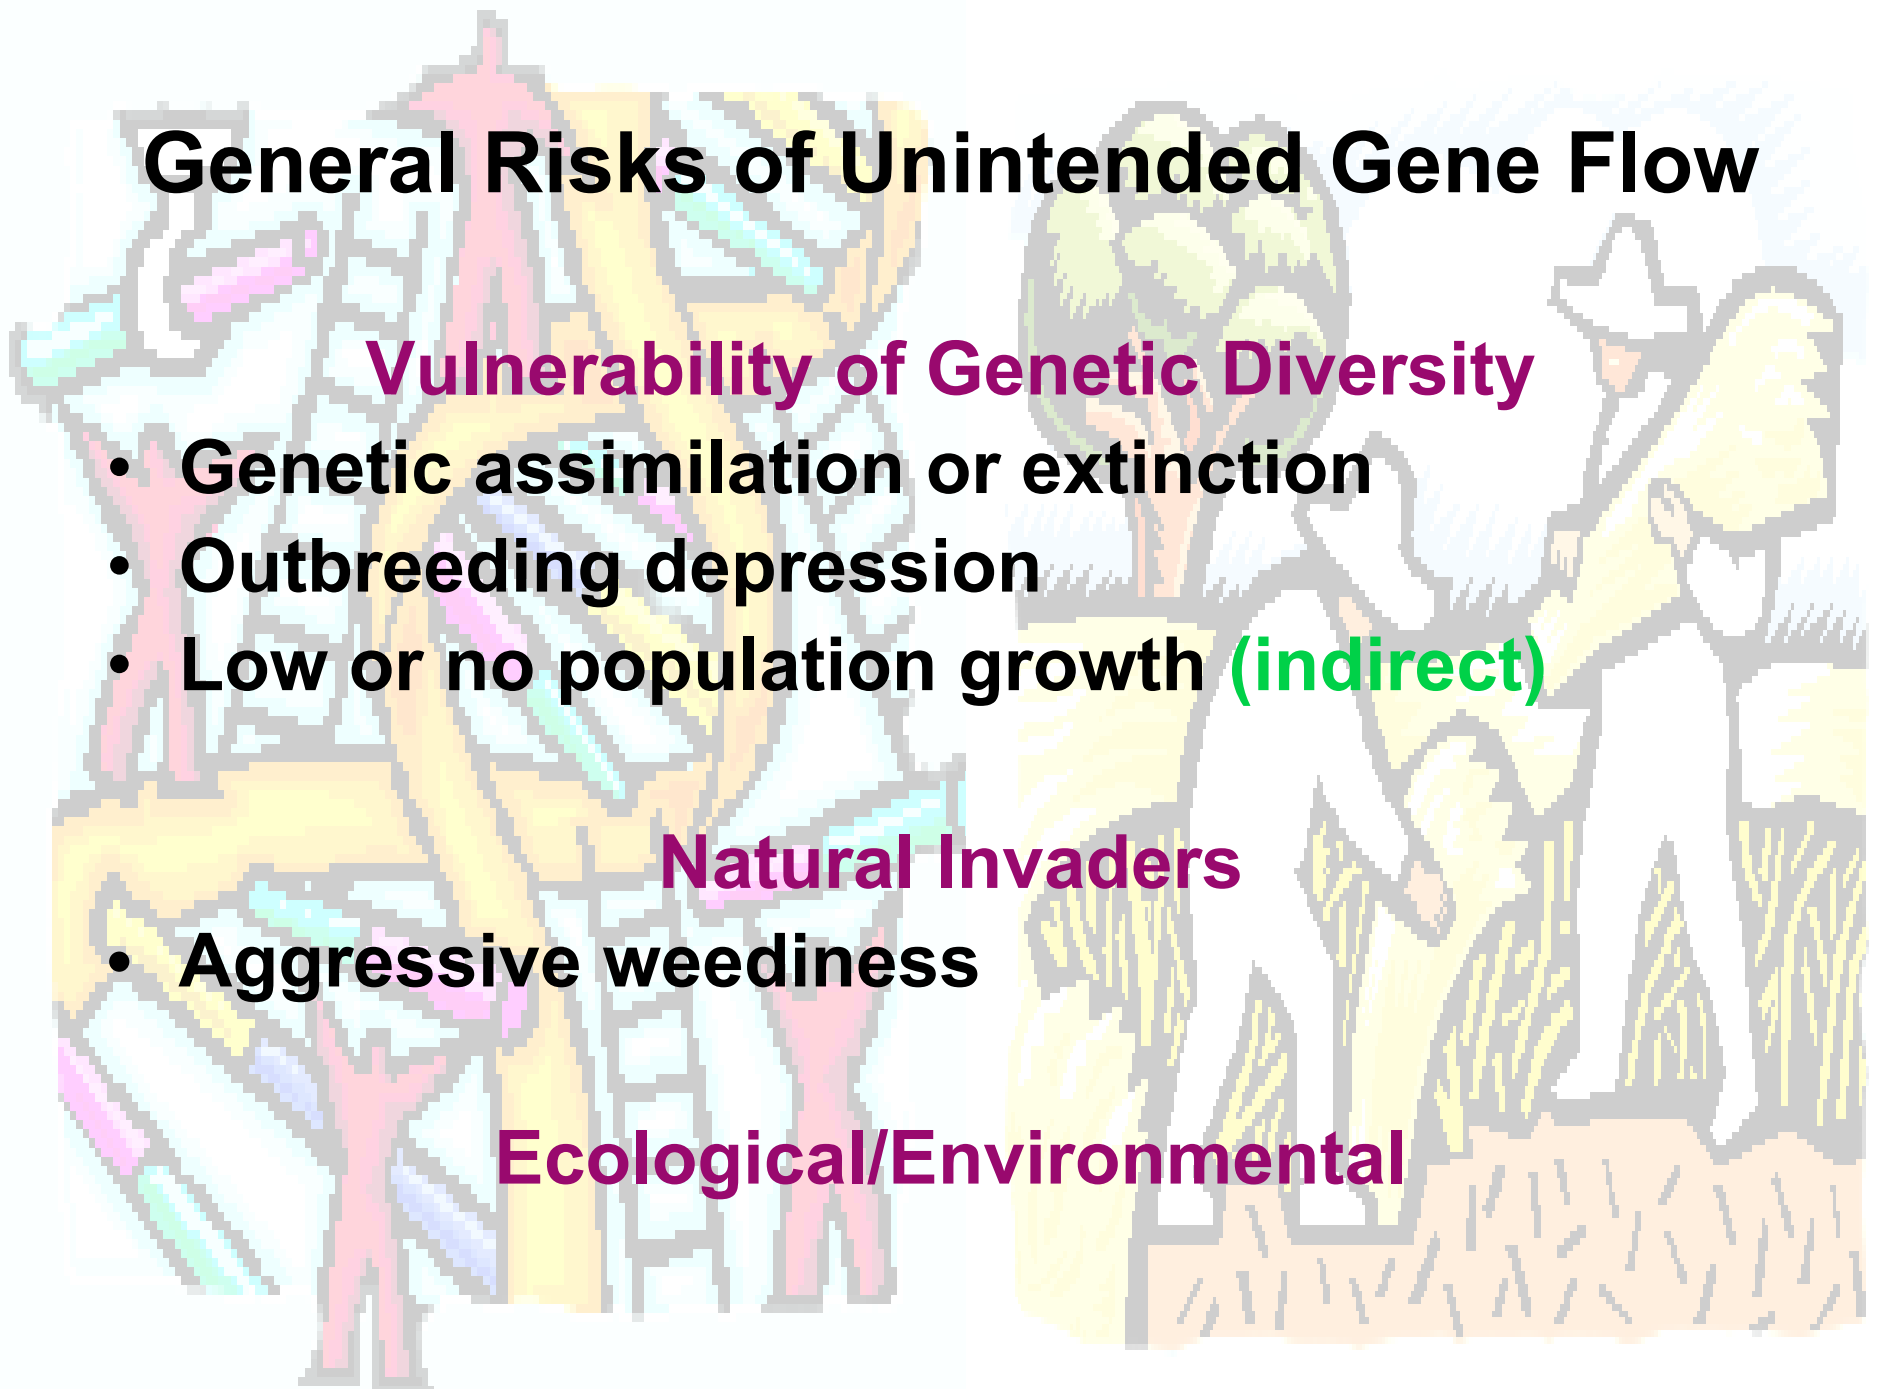 General Risks of Unintended Gene Flow
Vulnerability of Genetic Diversity
• Genetic assimilation or extinction
• Outbreeding depression
• Low or no population growth (indirect)
Natural Invaders
• Aggressive weediness
Ecological/Environmental